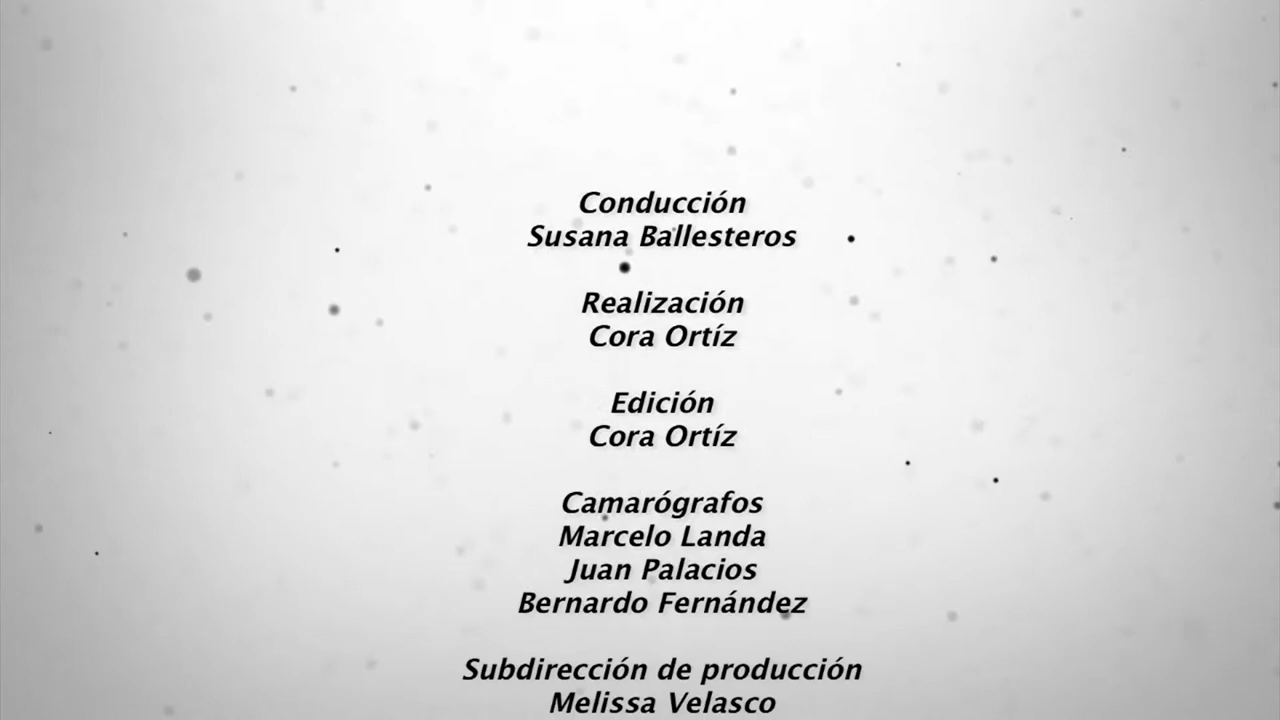 Conducción
Susana Ballesteros
Realización
Cora Ortíz
Edición
Cora Ortíz
Camarógrafos
Marcelo Landa
Juan Palacios
Bernardo Fernández
Subdirección de producción
Melissa Velasco